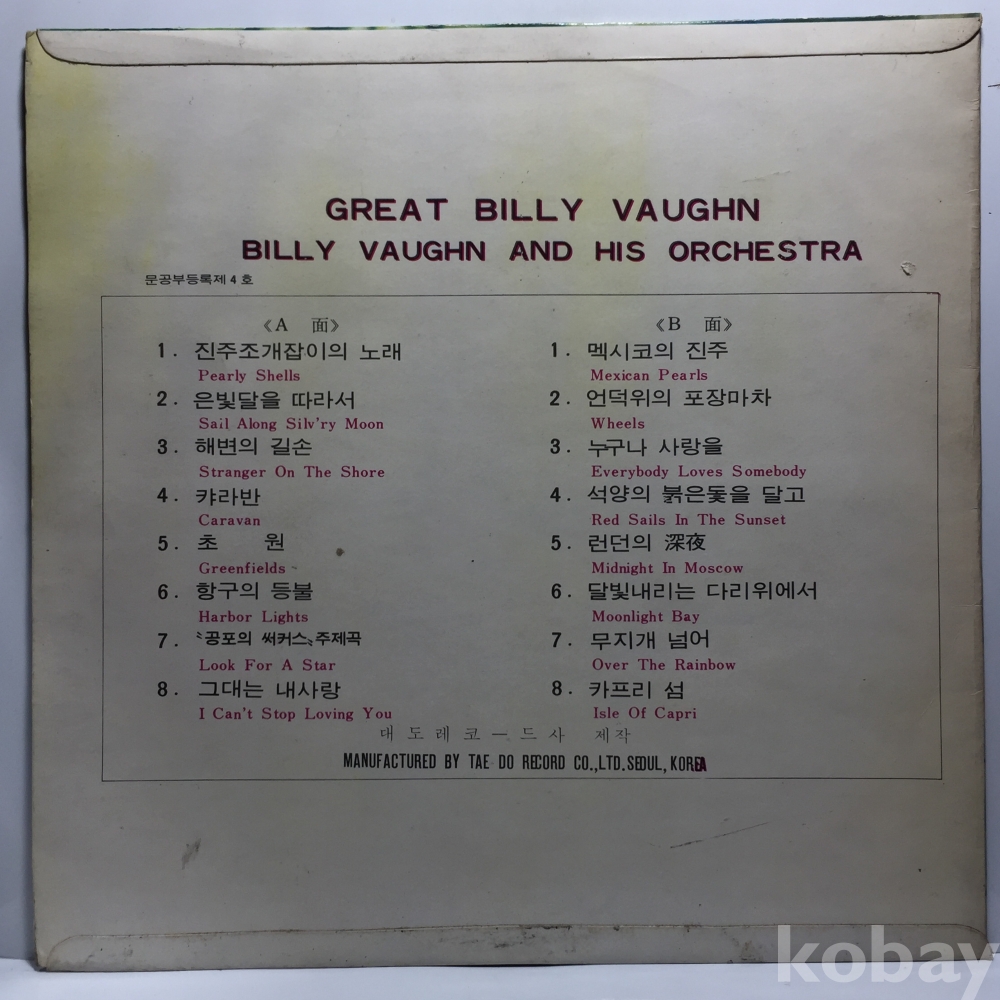 GREAT BILLY VAUGHN
BILLY VAUGHN AND HIS ORCHESTRA
문공부등록제 4 호
《A 面》
1. 진주조개잡이의 노래
Pearly Shells
2. 은빛달을 따라서
Sail Along Silv'ry Moon
3. 해변의 길손
Stranger On The Shore
4. 캬라반
Caravan
5. 초 원
Greenfields
6. 항구의 등불
Harbor Lights
7. 〝공포의 써커스〟주제곡
Look For A Star
8. 그대는 내사랑
I Can't Stop Loving You
《B 面》
1. 멕시코의 진주
Mexican Pearls
2. 언덕위의 포장마차
Wheels
3. 누구나 사랑을
Everybody Loves Somebody
4. 석양의 붉은돛을 달고
Red Sails In The Sunset
5. 런던의 深夜
Midnight In Moscow
6. 달빛내리는 다리위에서
Moonlight Bay
7. 무지개 넘어
Over The Rainbow
8. 카프리 섬
Isle Of Capri
대도레코―드사 제작
MANUFACTURED BY TAE DO RECORD CO.,LTD. SEOUL, KOREA
kobay